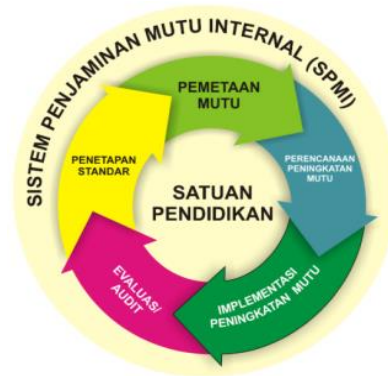 SISTEM PENJAMINAN MUTU INTERNAL (SPMI)
PEMETAAN
MUTU
PERENCANAAN
PENINGKATAN
MUTU
IMPLEMENTASI
PENINGKATAN MUTU
EVALUASI/
AUDIT
PENETAPAN
STANDAR
SATUAN
PENDIDIKAN